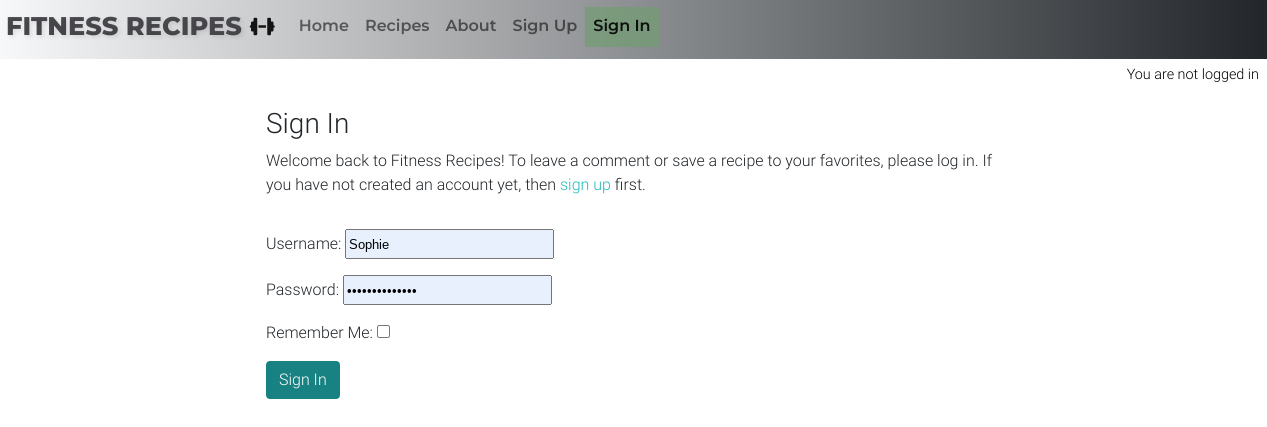 FITNESS RECIPES Home Recipes About Sign Up Sign In
You are not logged in
Sign In
Welcome back to Fitness Recipes! To leave a comment or save a recipe to your favorites, please log in. If
you have not created an account yet, then sign up first.
Username: Sophie
Password: ••••••••••••••
Remember Me:
Sign In